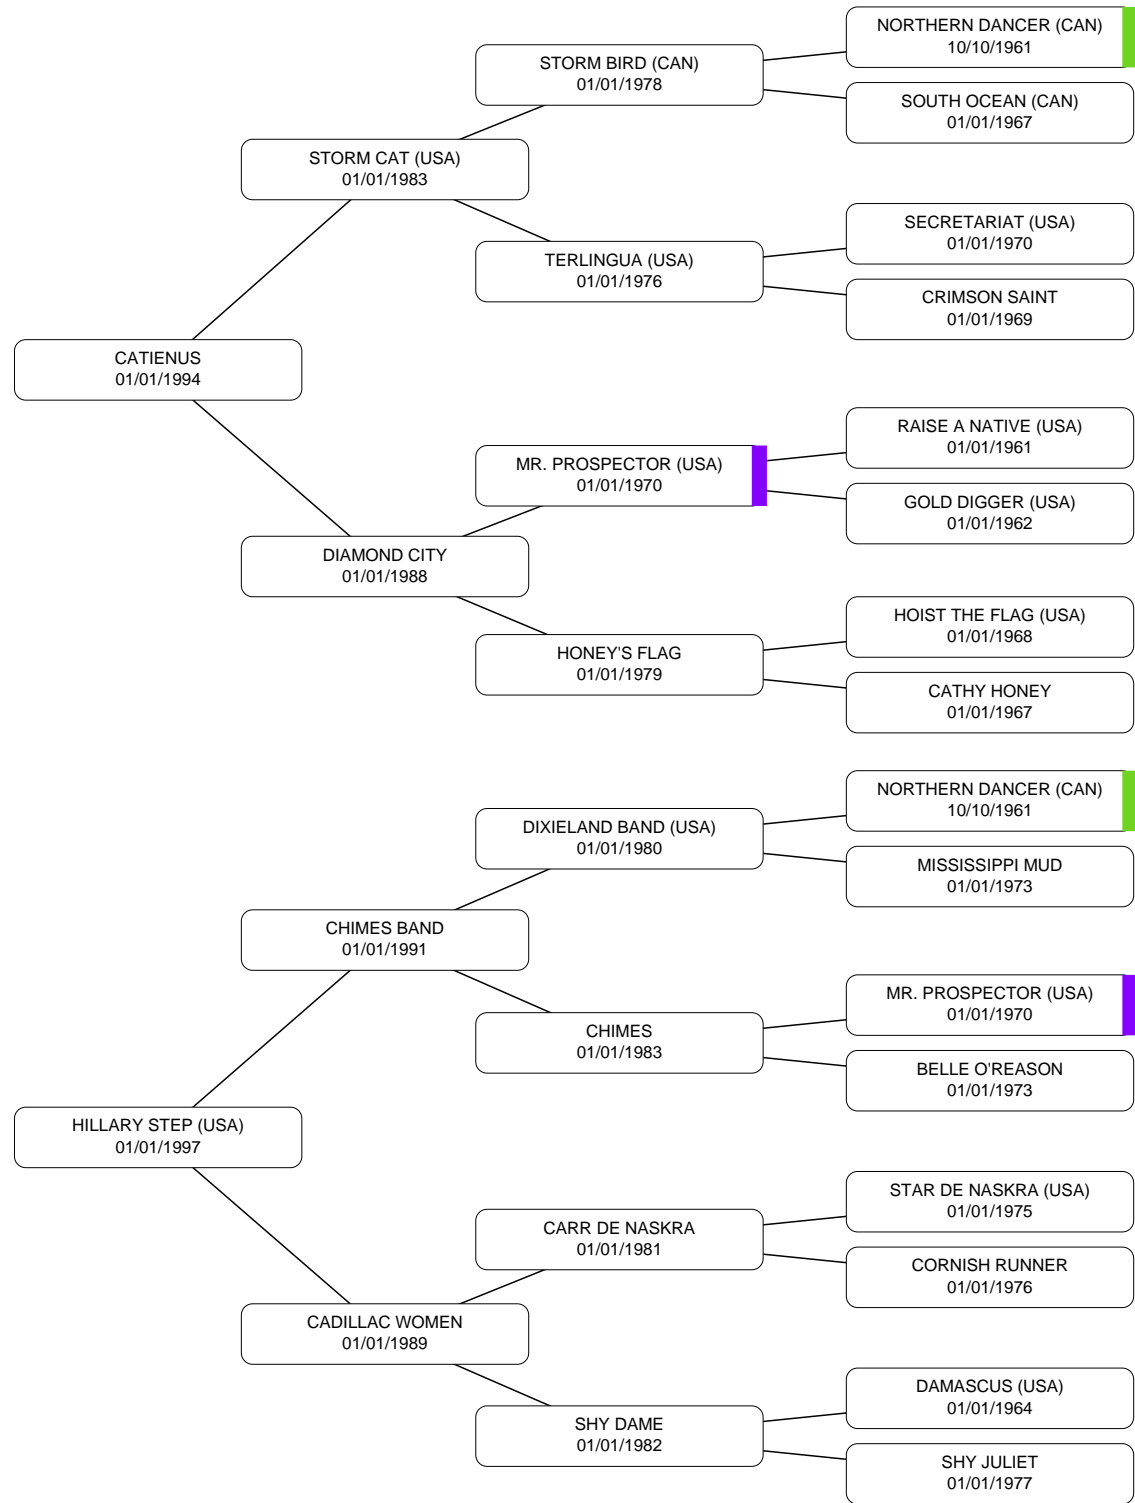 NORTHERN DANCER (CAN)
10/10/1961
STORM BIRD (CAN)
01/01/1978
SOUTH OCEAN (CAN)
01/01/1967
STORM CAT (USA)
01/01/1983
SECRETARIAT (USA)
01/01/1970
TERLINGUA (USA)
01/01/1976
CRIMSON SAINT
01/01/1969
CATIENUS
01/01/1994
RAISE A NATIVE (USA)
01/01/1961
MR. PROSPECTOR (USA)
01/01/1970
GOLD DIGGER (USA)
01/01/1962
DIAMOND CITY
01/01/1988
HOIST THE FLAG (USA)
01/01/1968
HONEY'S FLAG
01/01/1979
CATHY HONEY
01/01/1967
NORTHERN DANCER (CAN)
10/10/1961
DIXIELAND BAND (USA)
01/01/1980
MISSISSIPPI MUD
01/01/1973
CHIMES BAND
01/01/1991
MR. PROSPECTOR (USA)
01/01/1970
CHIMES
01/01/1983
BELLE O'REASON
01/01/1973
HILLARY STEP (USA)
01/01/1997
STAR DE NASKRA (USA)
01/01/1975
CARR DE NASKRA
01/01/1981
CORNISH RUNNER
01/01/1976
CADILLAC WOMEN
01/01/1989
DAMASCUS (USA)
01/01/1964
SHY DAME
01/01/1982
SHY JULIET
01/01/1977